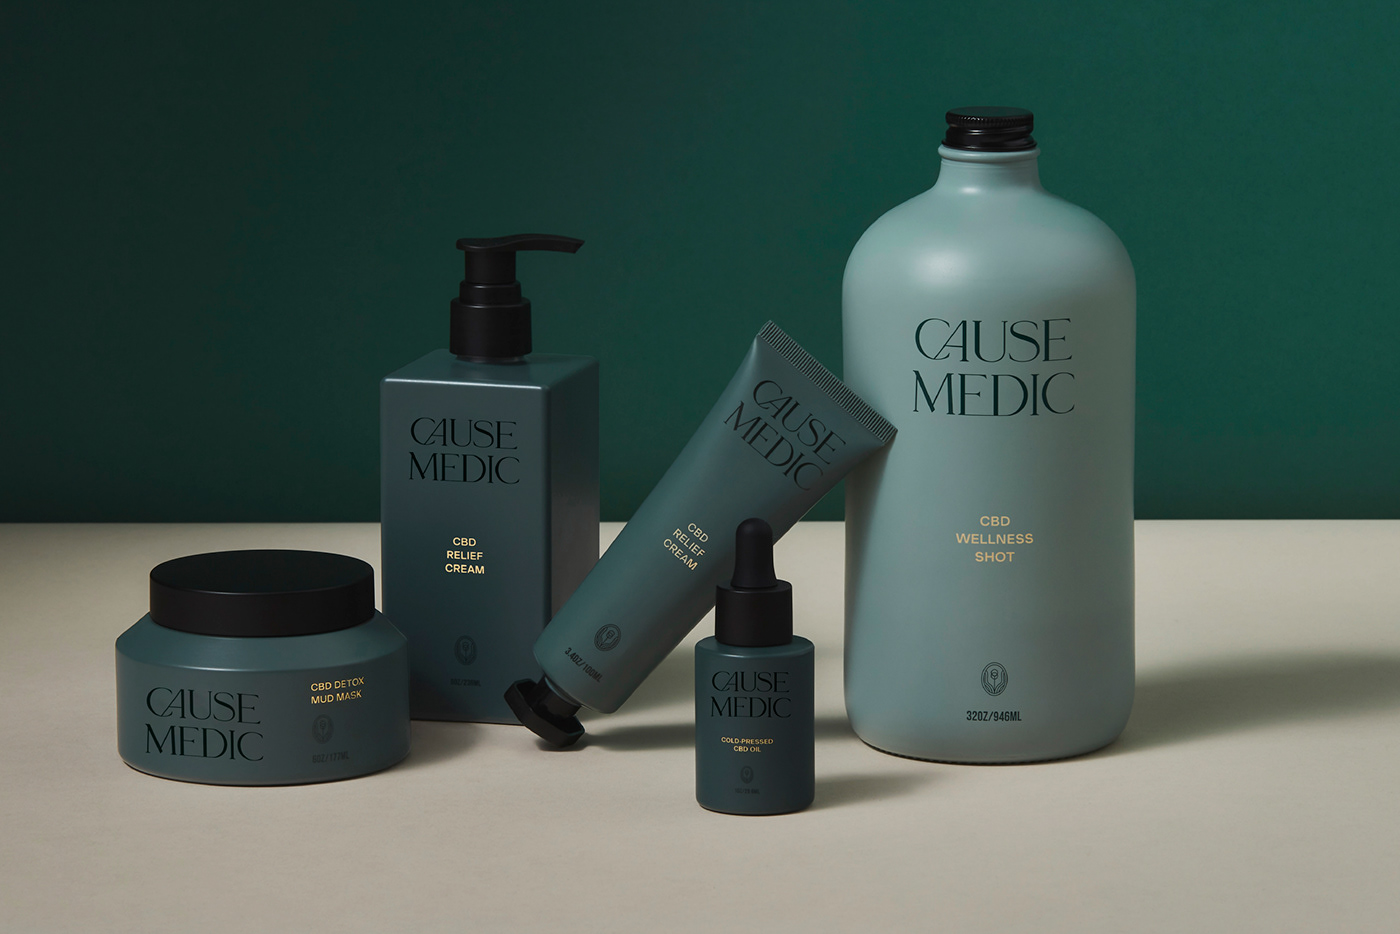 CAUSE
MEDIC
CBD DETOX
MUD MASK
CAUSE
MEDIC
CBD
RELIEF
CREAM
CAUSE
MEDIC
CBD
RELIEF
CREAM
3.4OZ/100ML
CAUSE
MEDIC
COLD-PRESSED
CBD OIL
CAUSE
MEDIC
CBD
WELLNESS
SHOT
32OZ/946ML